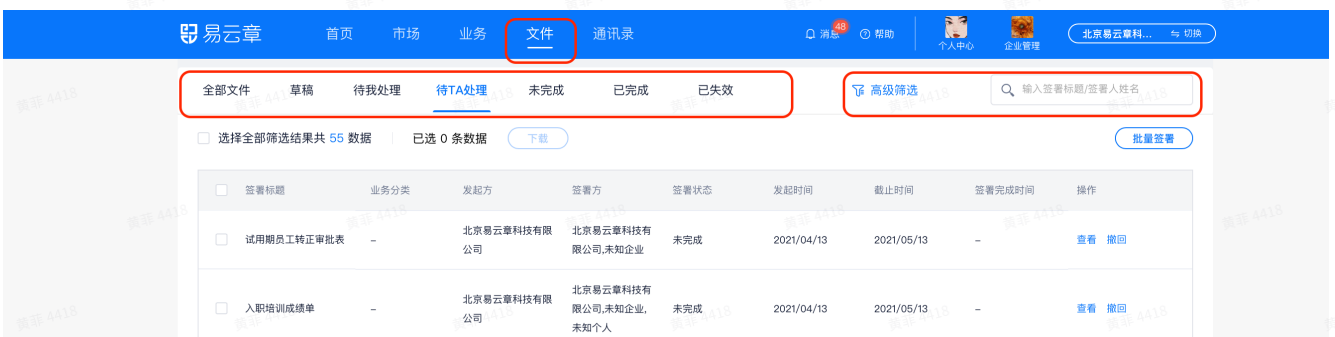 易云章 首页 市场 业务 文件 通讯录 消息 48 帮助 个人中心 企业管理 北京易云章科... 切换
全部文件 草稿 待我处理 待TA处理 未完成 已完成 已失效 高级筛选 输入签署标题/签署人姓名
选择全部筛选结果共 55 数据 已选 0 条数据 下载 批量签署
签署标题 业务分类 发起方 签署方 签署状态 发起时间 截止时间 签署完成时间 操作
试用期员工转正审批表 – 北京易云章科技有限公司 北京易云章科技有限公司,未知企业 未完成 2021/04/13 2021/05/13 – 查看 撤回
入职培训成绩单 – 北京易云章科技有限公司 北京易云章科技有限公司,未知企业,未知个人 未完成 2021/04/13 2021/05/13 – 查看 撤回
黄菲 4418